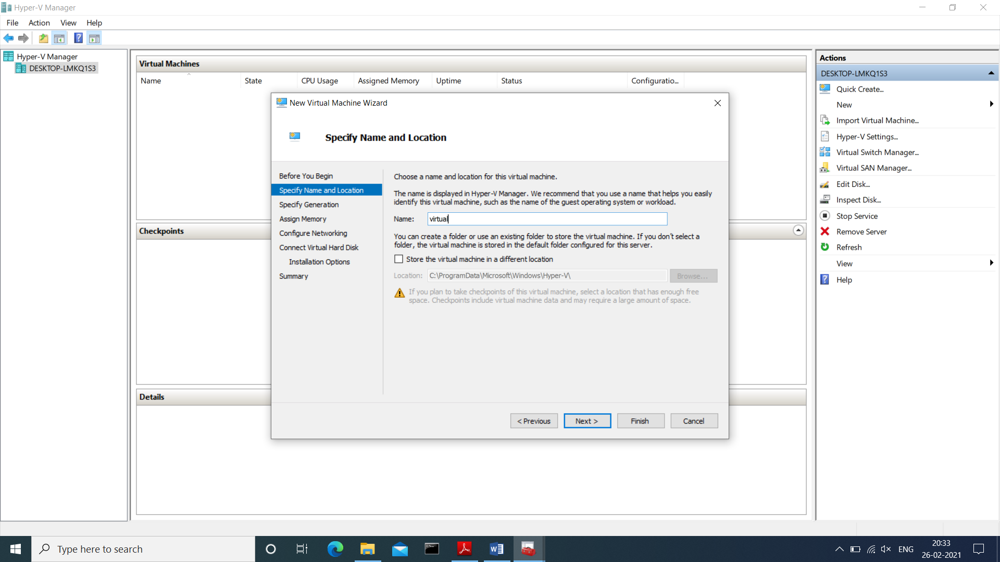 Hyper-V Manager
File Action View Help
Hyper-V Manager
DESKTOP-LMKQ1S3
Virtual Machines
Name State CPU Usage Assigned Memory Uptime Status Configuratio...
New Virtual Machine Wizard
Specify Name and Location
Before You Begin
Specify Name and Location
Specify Generation
Assign Memory
Configure Networking
Connect Virtual Hard Disk
Installation Options
Summary
Choose a name and location for this virtual machine.
The name is displayed in Hyper-V Manager. We recommend that you use a name that helps you easily
identify this virtual machine, such as the name of the guest operating system or workload.
Name: virtual
You can create a folder or use an existing folder to store the virtual machine. If you don't select a
folder, the virtual machine is stored in the default folder configured for this server.
Store the virtual machine in a different location
Location: C:\ProgramData\Microsoft\Windows\Hyper-V\ Browse...
If you plan to take checkpoints of this virtual machine, select a location that has enough free
space. Checkpoints include virtual machine data and may require a large amount of space.
< Previous Next > Finish Cancel
Checkpoints
Details
Actions
DESKTOP-LMKQ1S3
Quick Create...
New
Import Virtual Machine...
Hyper-V Settings...
Virtual Switch Manager...
Virtual SAN Manager...
Edit Disk...
Inspect Disk...
Stop Service
Remove Server
Refresh
View
Help
Type here to search
ENG
20:33
26-02-2021